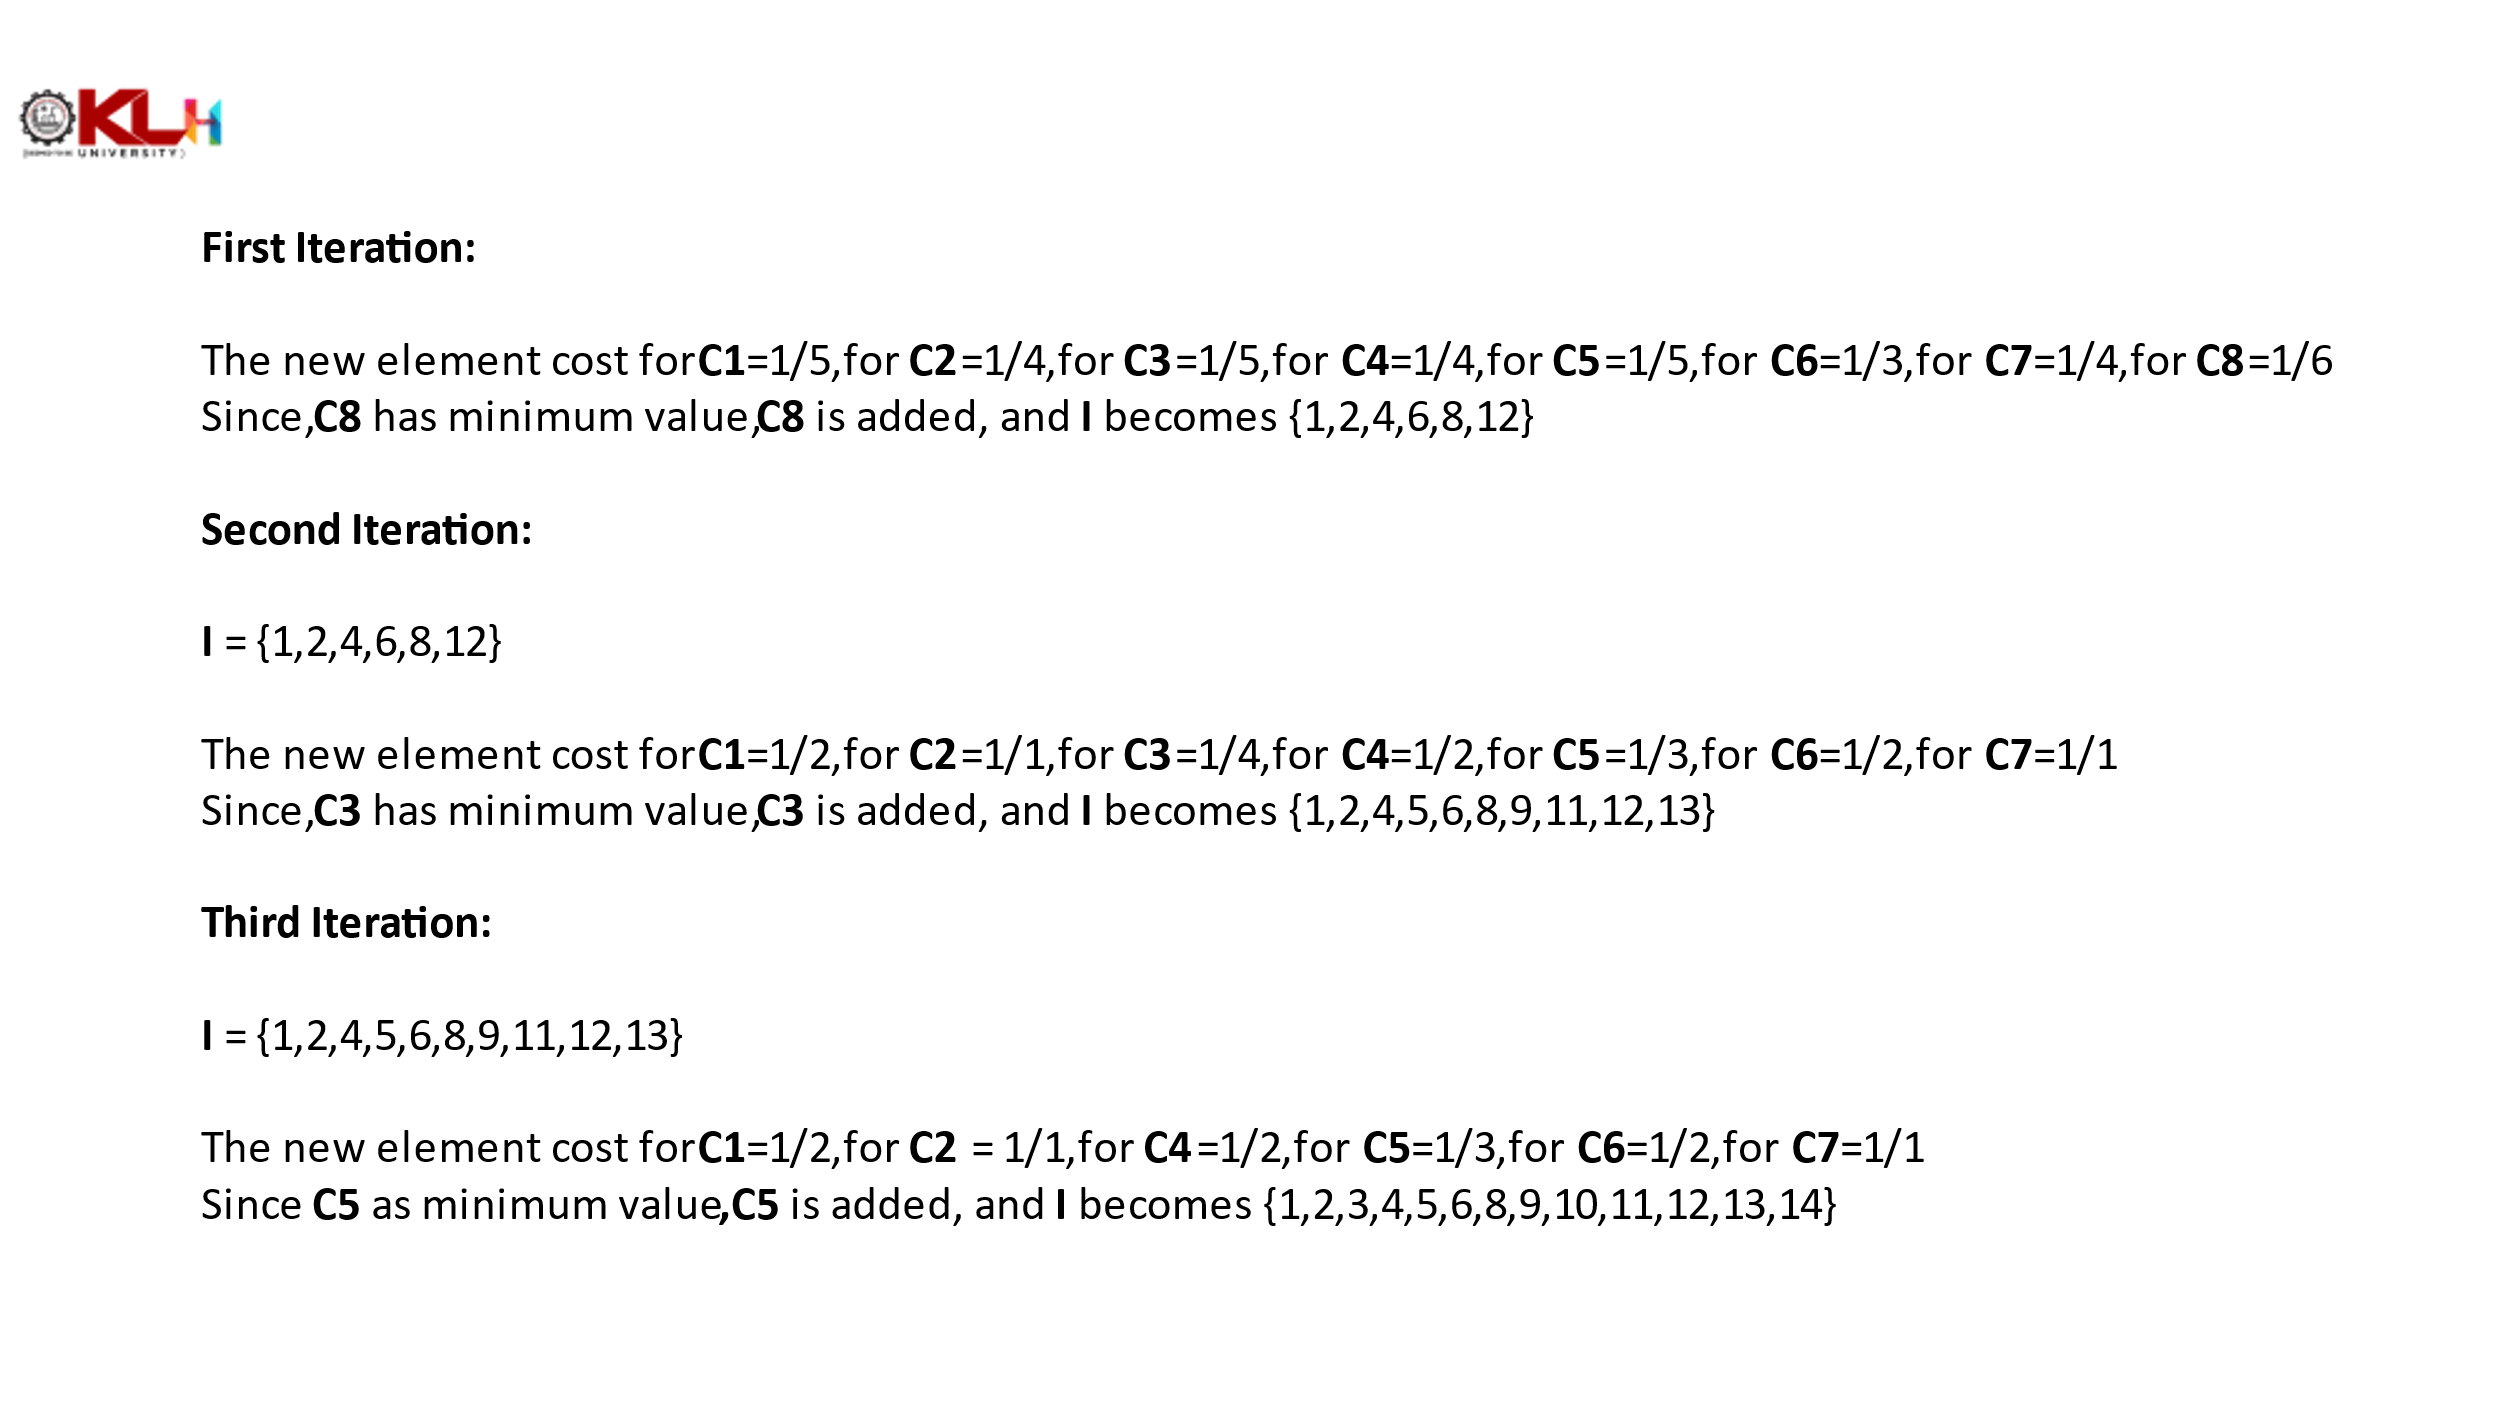 KLH
UNIVERSITY)
First Iteration:
The new element cost for C1=1/5,for C2=1/4,for C3=1/5,for C4=1/4,for C5=1/5,for C6=1/3,for C7=1/4,for C8=1/6
Since,C8 has minimum value,C8 is added, and I becomes {1,2,4,6,8,12}
Second Iteration:
I = {1,2,4,6,8,12}
The new element cost for C1=1/2,for C2=1/1,for C3=1/4,for C4=1/2,for C5=1/3,for C6=1/2,for C7=1/1
Since,C3 has minimum value,C3 is added, and I becomes {1,2,4,5,6,8,9,11,12,13}
Third Iteration:
I = {1,2,4,5,6,8,9,11,12,13}
The new element cost for C1=1/2,for C2 = 1/1,for C4=1/2,for C5=1/3,for C6=1/2,for C7=1/1
Since C5 as minimum value,C5 is added, and I becomes {1,2,3,4,5,6,8,9,10,11,12,13,14}